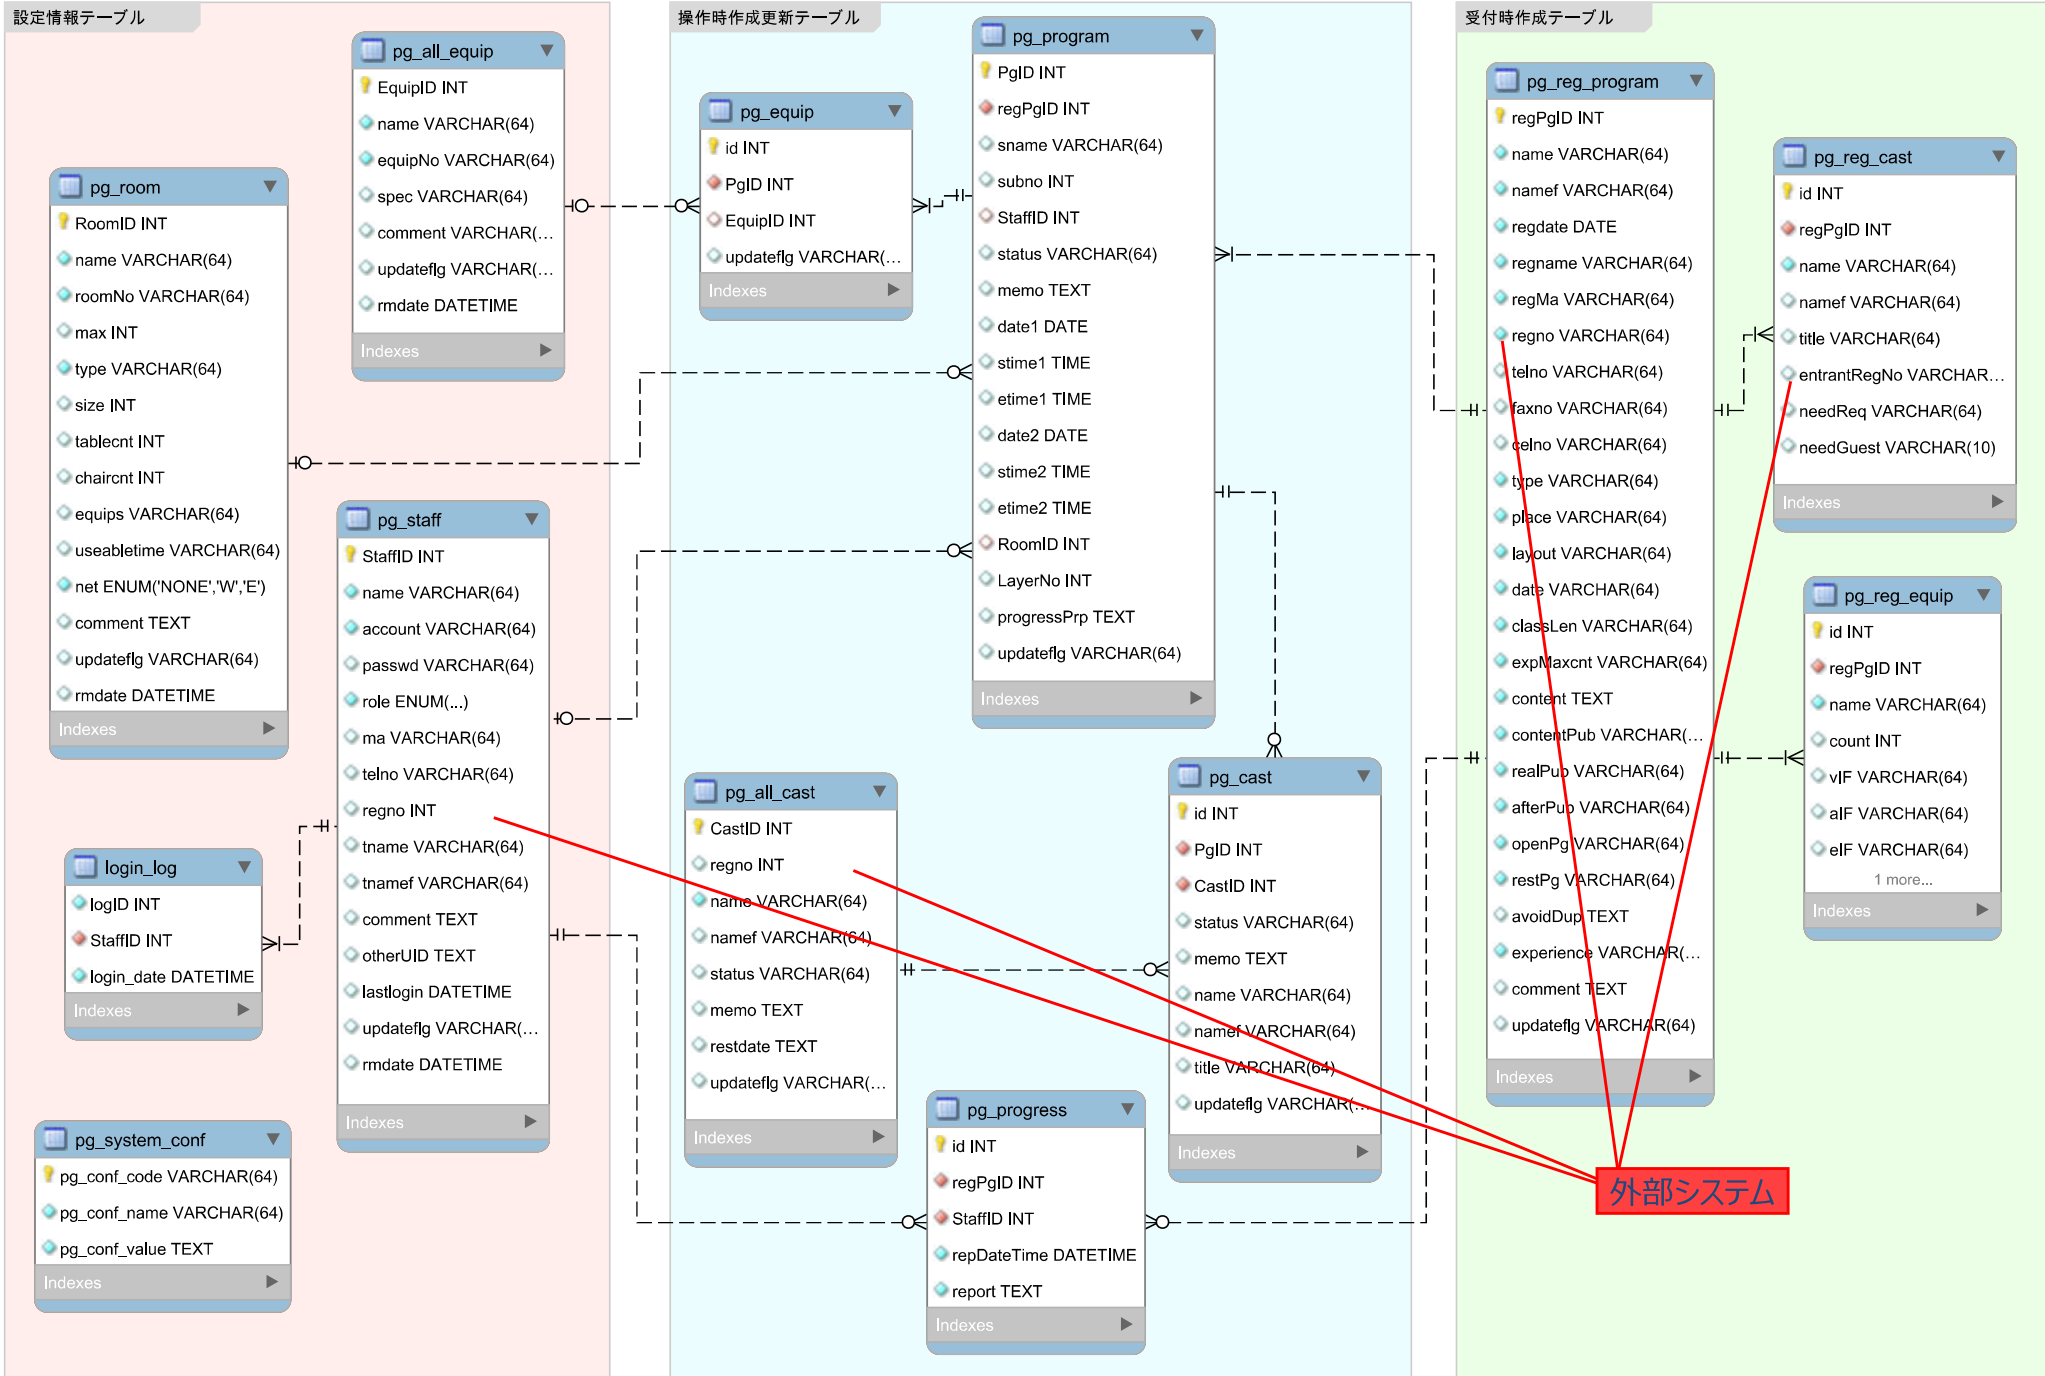 設定情報テーブル
pg_all_equip
EquipID INT
name VARCHAR(64)
equipNo VARCHAR(64)
spec VARCHAR(64)
comment VARCHAR(...
updateflg VARCHAR(...
rmdate DATETIME
Indexes
pg_room
RoomID INT
name VARCHAR(64)
roomNo VARCHAR(64)
max INT
type VARCHAR(64)
size INT
tablecnt INT
chaircnt INT
equips VARCHAR(64)
useabletime VARCHAR(64)
net ENUM('NONE','W','E')
comment TEXT
updateflg VARCHAR(64)
rmdate DATETIME
Indexes
pg_staff
StaffID INT
name VARCHAR(64)
account VARCHAR(64)
passwd VARCHAR(64)
role ENUM(...)
ma VARCHAR(64)
telno VARCHAR(64)
regno INT
tname VARCHAR(64)
tnamef VARCHAR(64)
comment TEXT
otherUID TEXT
lastlogin DATETIME
updateflg VARCHAR(...
rmdate DATETIME
Indexes
login_log
logID INT
StaffID INT
login_date DATETIME
Indexes
pg_system_conf
pg_conf_code VARCHAR(64)
pg_conf_name VARCHAR(64)
pg_conf_value TEXT
Indexes
操作時作成更新テーブル
pg_equip
id INT
PgID INT
EquipID INT
updateflg VARCHAR(...
Indexes
pg_program
PgID INT
regPgID INT
sname VARCHAR(64)
subno INT
StaffID INT
status VARCHAR(64)
memo TEXT
date1 DATE
stime1 TIME
etime1 TIME
date2 DATE
stime2 TIME
etime2 TIME
RoomID INT
LayerNo INT
progressPrp TEXT
updateflg VARCHAR(64)
Indexes
pg_all_cast
CastID INT
regno INT
name VARCHAR(64)
namef VARCHAR(64)
status VARCHAR(64)
memo TEXT
restdate TEXT
updateflg VARCHAR(...
Indexes
pg_cast
id INT
PgID INT
CastID INT
status VARCHAR(64)
memo TEXT
name VARCHAR(64)
namef VARCHAR(64)
title VARCHAR(64)
updateflg VARCHAR(...
Indexes
pg_progress
id INT
regPgID INT
StaffID INT
repDateTime DATETIME
report TEXT
Indexes
受付時作成テーブル
pg_reg_program
regPgID INT
name VARCHAR(64)
namef VARCHAR(64)
regdate DATE
regname VARCHAR(64)
regMa VARCHAR(64)
regno VARCHAR(64)
telno VARCHAR(64)
faxno VARCHAR(64)
celno VARCHAR(64)
type VARCHAR(64)
place VARCHAR(64)
layout VARCHAR(64)
date VARCHAR(64)
classLen VARCHAR(64)
expMaxcnt VARCHAR(64)
content TEXT
contentPub VARCHAR(...
realPub VARCHAR(64)
afterPub VARCHAR(64)
openPg VARCHAR(64)
restPg VARCHAR(64)
avoidDup TEXT
experience VARCHAR(...
comment TEXT
updateflg VARCHAR(64)
Indexes
pg_reg_cast
id INT
regPgID INT
name VARCHAR(64)
namef VARCHAR(64)
title VARCHAR(64)
entrantRegNo VARCHAR...
needReq VARCHAR(64)
needGuest VARCHAR(10)
Indexes
pg_reg_equip
id INT
regPgID INT
name VARCHAR(64)
count INT
vIF VARCHAR(64)
aIF VARCHAR(64)
eIF VARCHAR(64)
1 more...
Indexes
外部システム